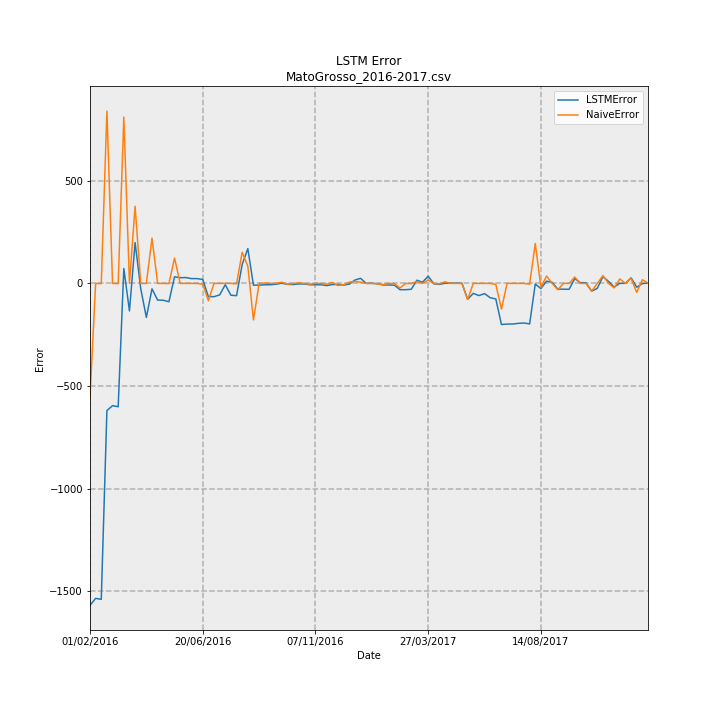 LSTM Error
MatoGrosso_2016-2017.csv
LSTMError
NaiveError
500
0
−500
−1000
−1500
Error
01/02/2016 20/06/2016 07/11/2016 27/03/2017 14/08/2017
Date